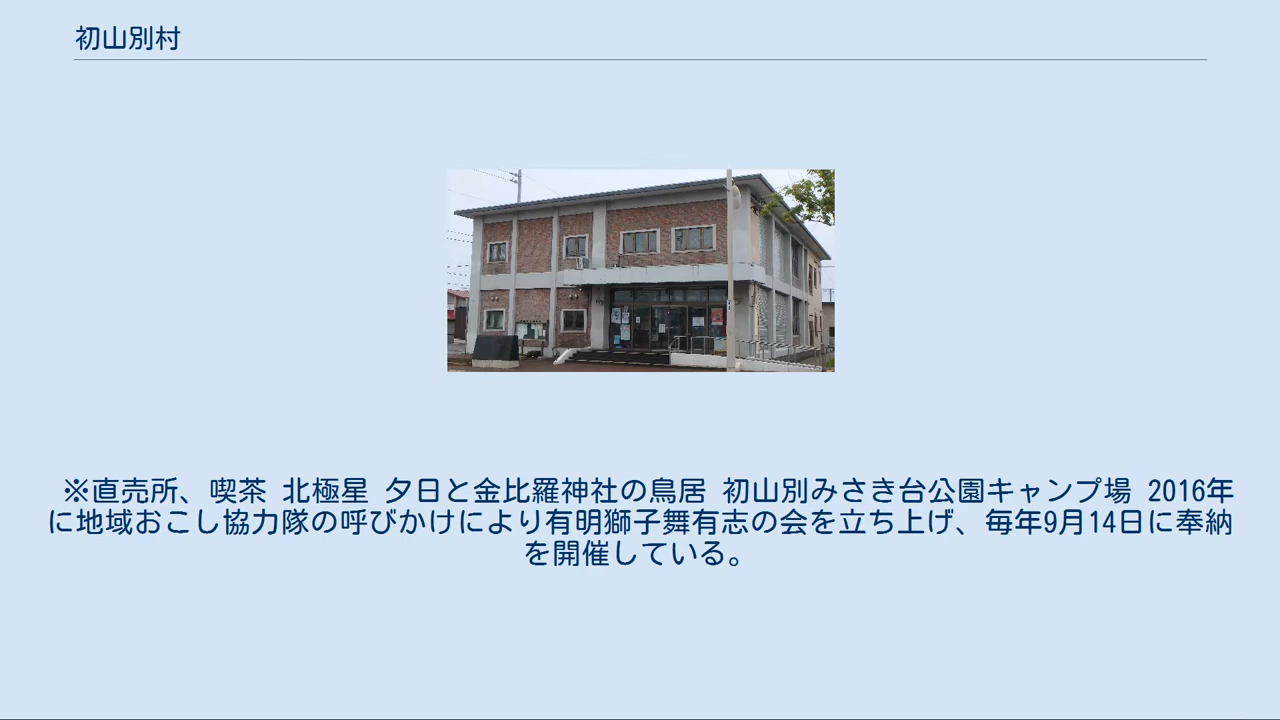 初山別村
※直売所、喫茶 北極星 夕日と金比羅神社の鳥居 初山別みさき台公園キャンプ場 2016年
に地域おこし協力隊の呼びかけにより有明獅子舞有志の会を立ち上げ、毎年9月14日に奉納
を開催している。